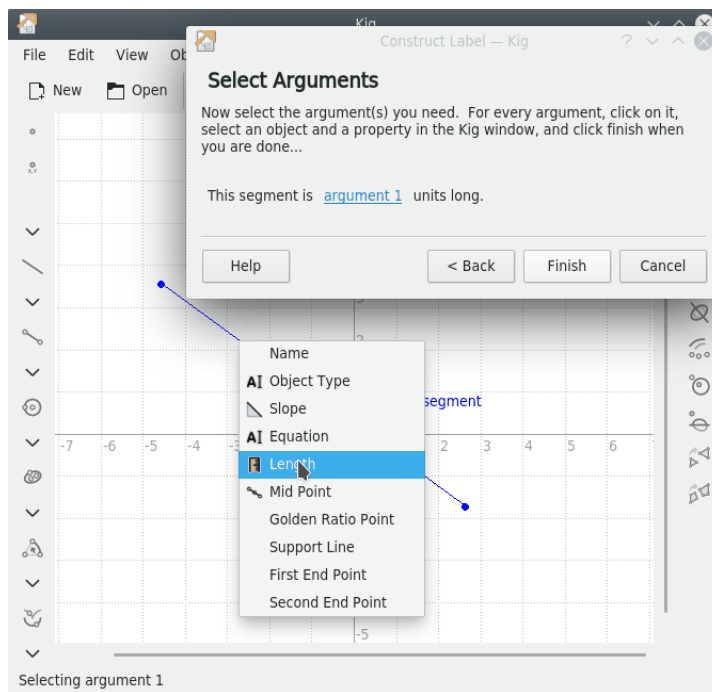 Kig
Construct Label — Kig
File Edit View Ob
New Open
Select Arguments
Now select the argument(s) you need. For every argument, click on it,
select an object and a property in the Kig window, and click finish when
you are done...
This segment is argument 1 units long.
Help < Back Finish Cancel
X,Y
2
Name
Object Type
Slope
segment
Equation
-7 -6 -5 -4 2 3 4 5 6
Length
Mid Point
Golden Ratio Point
Support Line
First End Point
Second End Point
-5
Selecting argument 1